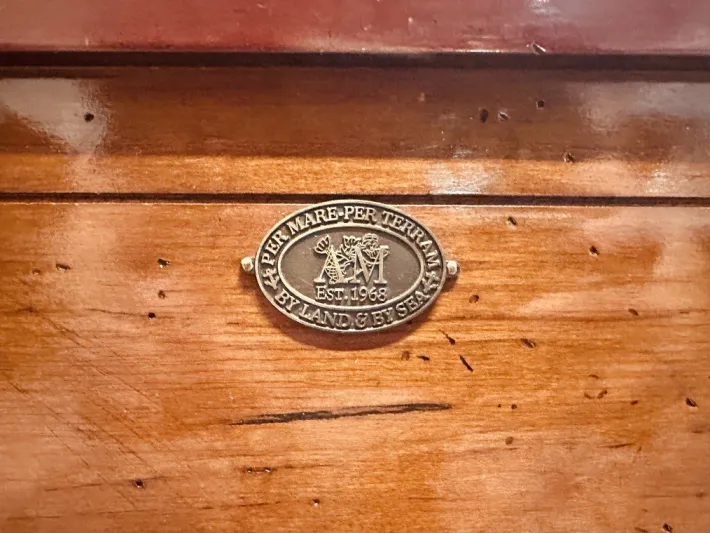 PER MARE·PER TERRAM
AM
EST. 1968
BY LAND & BY SEA